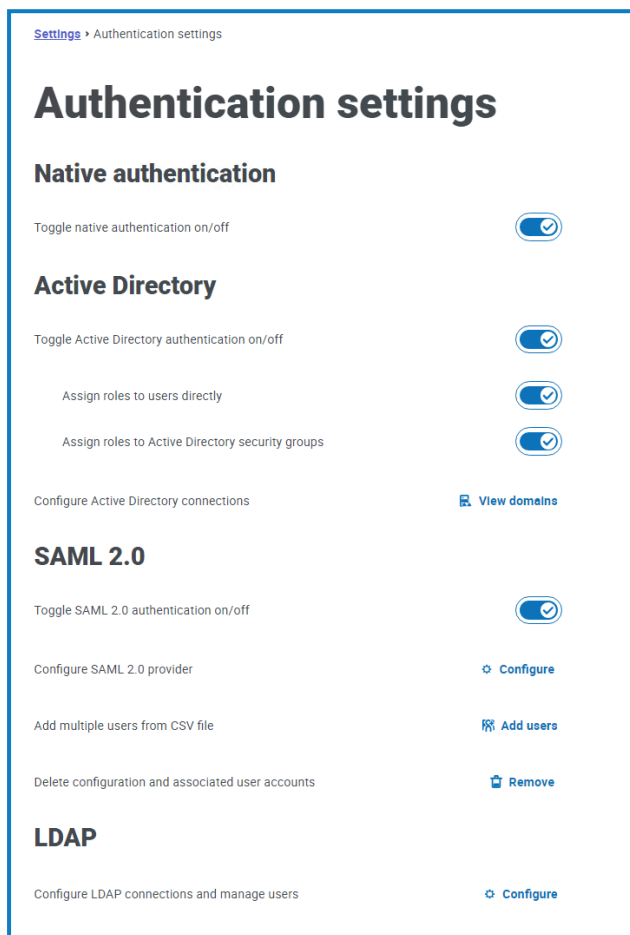 Settings › Authentication settings
Authentication settings
Native authentication
Toggle native authentication on/off
Active Directory
Toggle Active Directory authentication on/off
Assign roles to users directly
Assign roles to Active Directory security groups
Configure Active Directory connections View domains
SAML 2.0
Toggle SAML 2.0 authentication on/off
Configure SAML 2.0 provider Configure
Add multiple users from CSV file Add users
Delete configuration and associated user accounts Remove
LDAP
Configure LDAP connections and manage users Configure